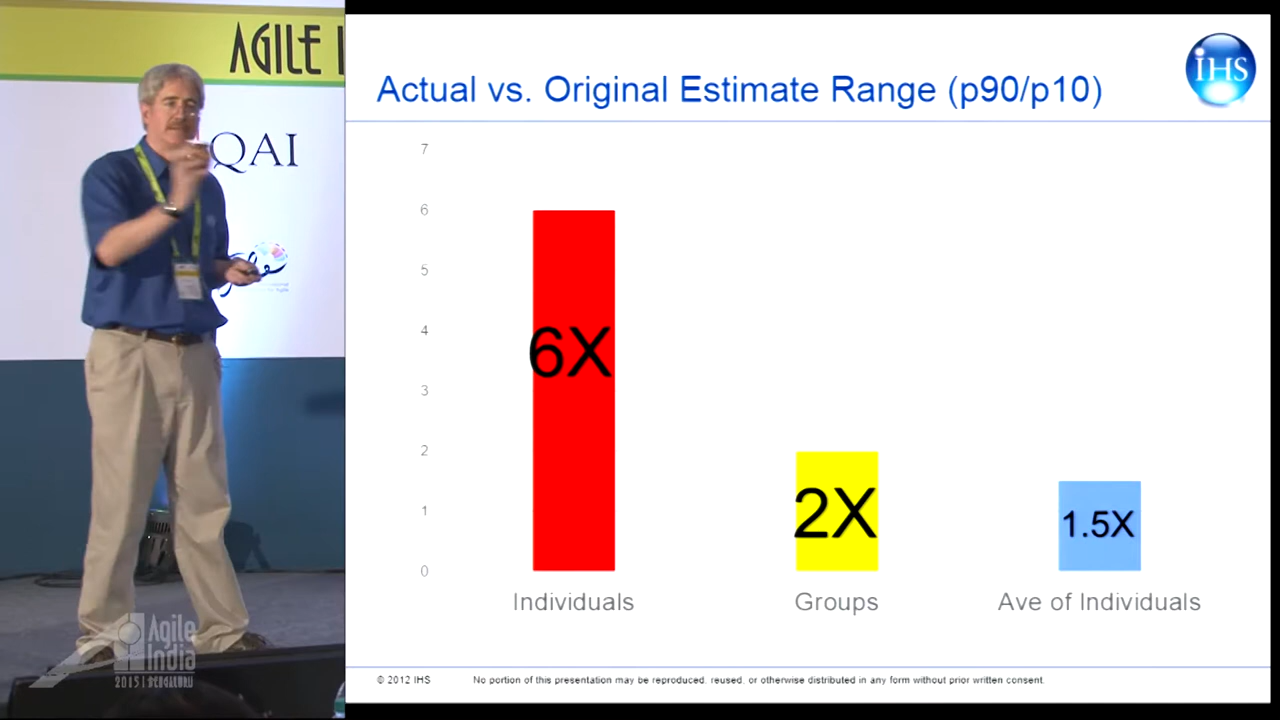 AGILE I
QAI
Agile
India
2015 | BENGALURU
Actual vs. Original Estimate Range (p90/p10)
IHS
7
6
5
4
3
2
1
0
6X
2X
1.5X
Individuals
Groups
Ave of Individuals
© 2012 IHS
No portion of this presentation may be reproduced, reused, or otherwise distributed in any form without prior written consent.